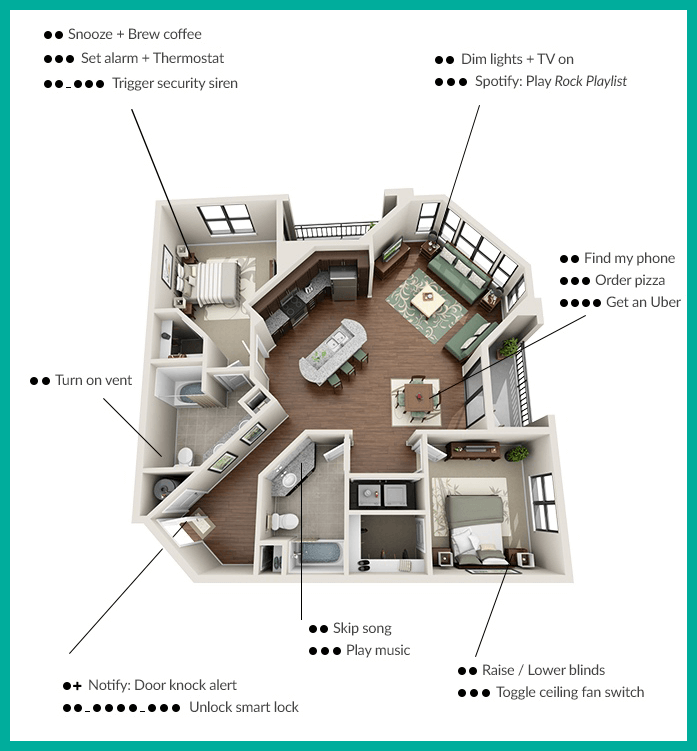 ●● Snooze + Brew coffee
●●● Set alarm + Thermostat
●●_●●● Trigger security siren
●● Dim lights + TV on
●●● Spotify: Play Rock Playlist
●● Find my phone
●●● Order pizza
●●●● Get an Uber
●● Turn on vent
●● Skip song
●●● Play music
●● Raise / Lower blinds
●●● Toggle ceiling fan switch
●+ Notify: Door knock alert
●●_●●●●_●●● Unlock smart lock